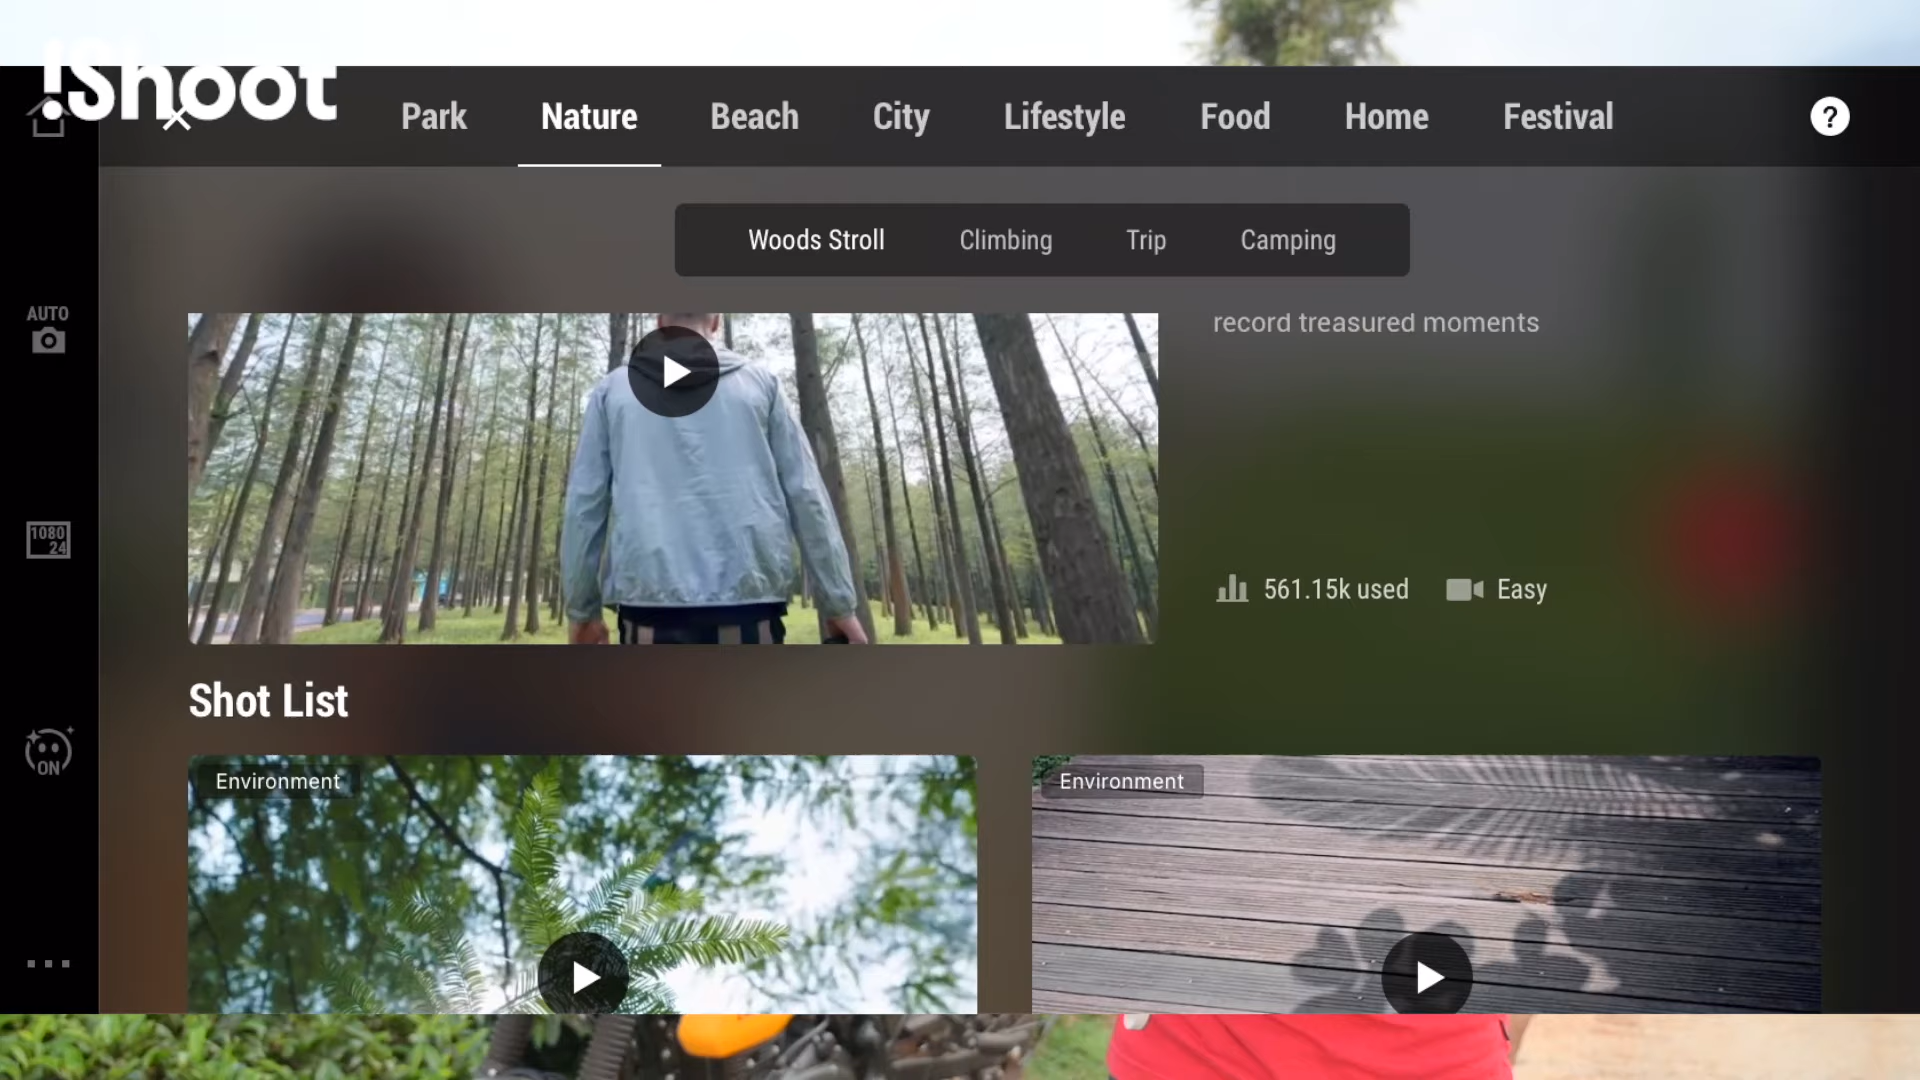 !Shoot
Park Nature Beach City Lifestyle Food Home Festival ?
Woods Stroll Climbing Trip Camping
AUTO
record treasured moments
1080
24
561.15k used Easy
Shot List
ON
Environment Environment